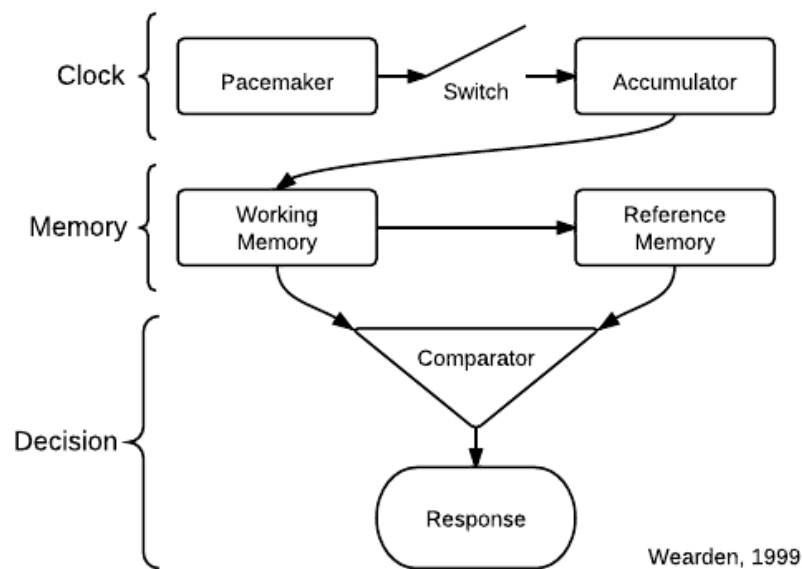 Clock
Pacemaker
Switch
Accumulator
Memory
Working
Memory
Reference
Memory
Decision
Comparator
Response
Wearden, 1999